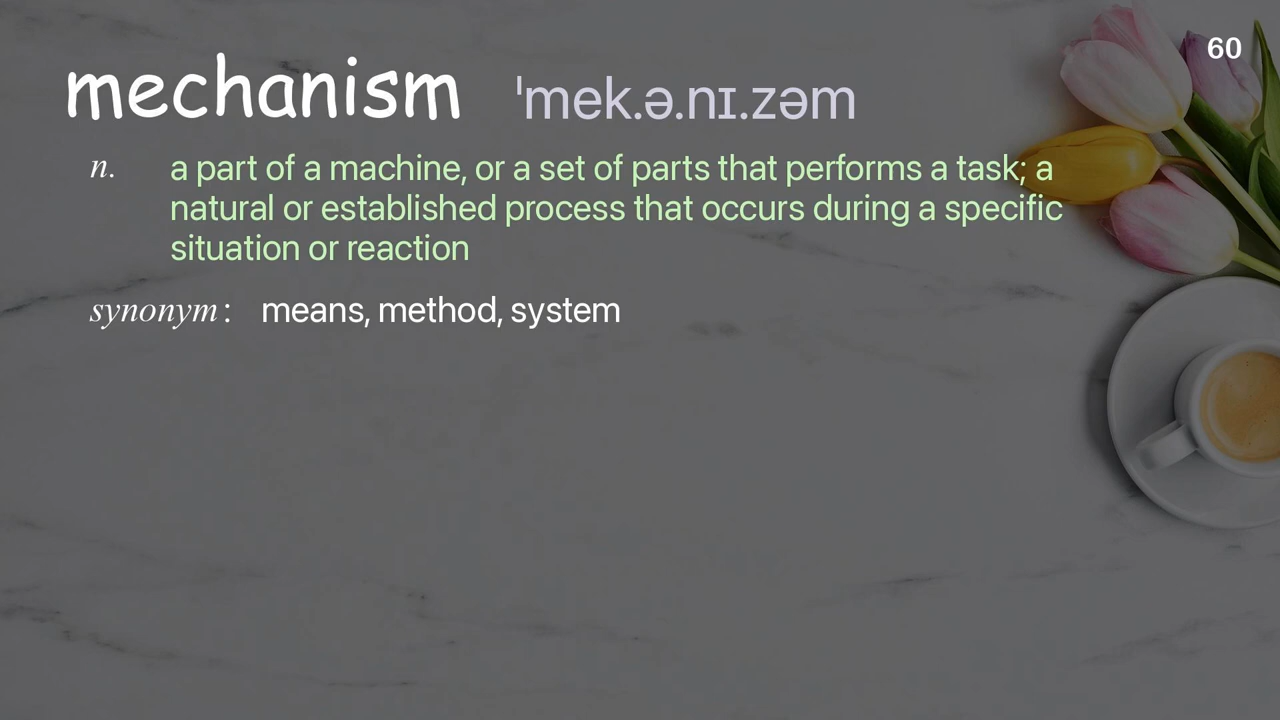 60
mechanism ˈmek.ə.nɪ.zəm
n. a part of a machine, or a set of parts that performs a task; a
natural or established process that occurs during a specific
situation or reaction
synonym: means, method, system